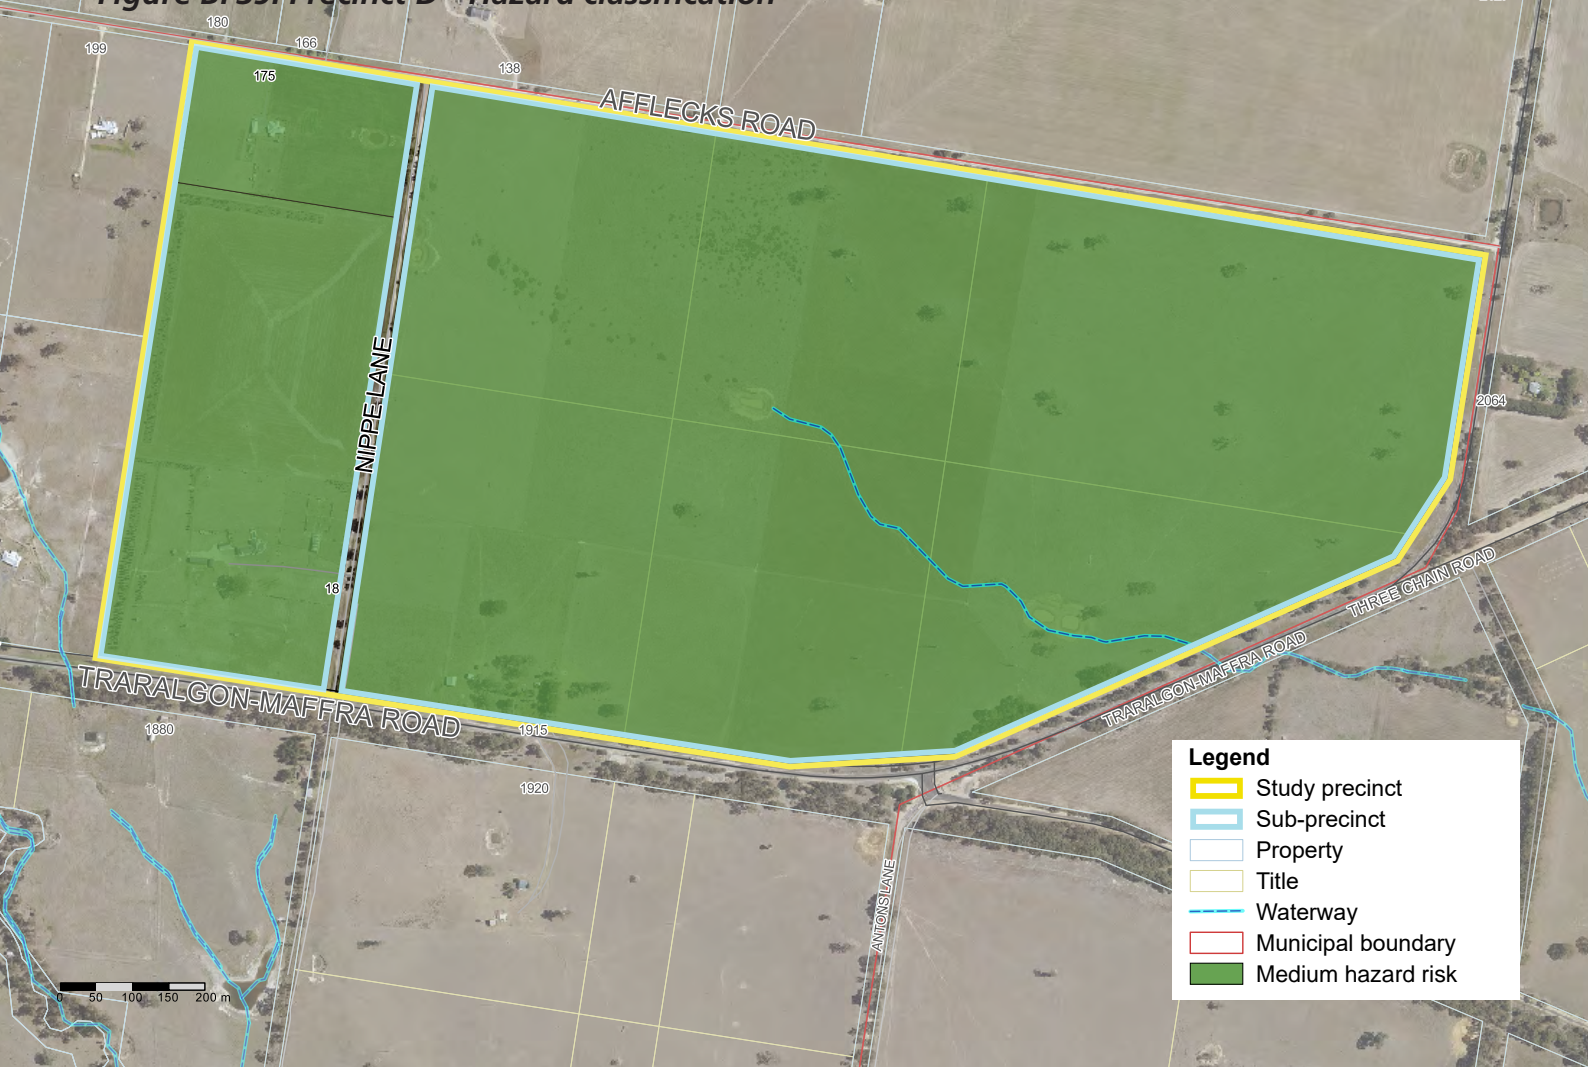 180
199
166
175
138
AFFLECKS ROAD
NIPPE LANE
2064
18
THREE CHAIN ROAD
TRARALGON-MAFFRA ROAD
TRARALGON-MAFFRA ROAD
1880
1915
1920
ANTONS LANE
Legend
Study precinct
Sub-precinct
Property
Title
Waterway
Municipal boundary
Medium hazard risk
0 50 100 150 200 m